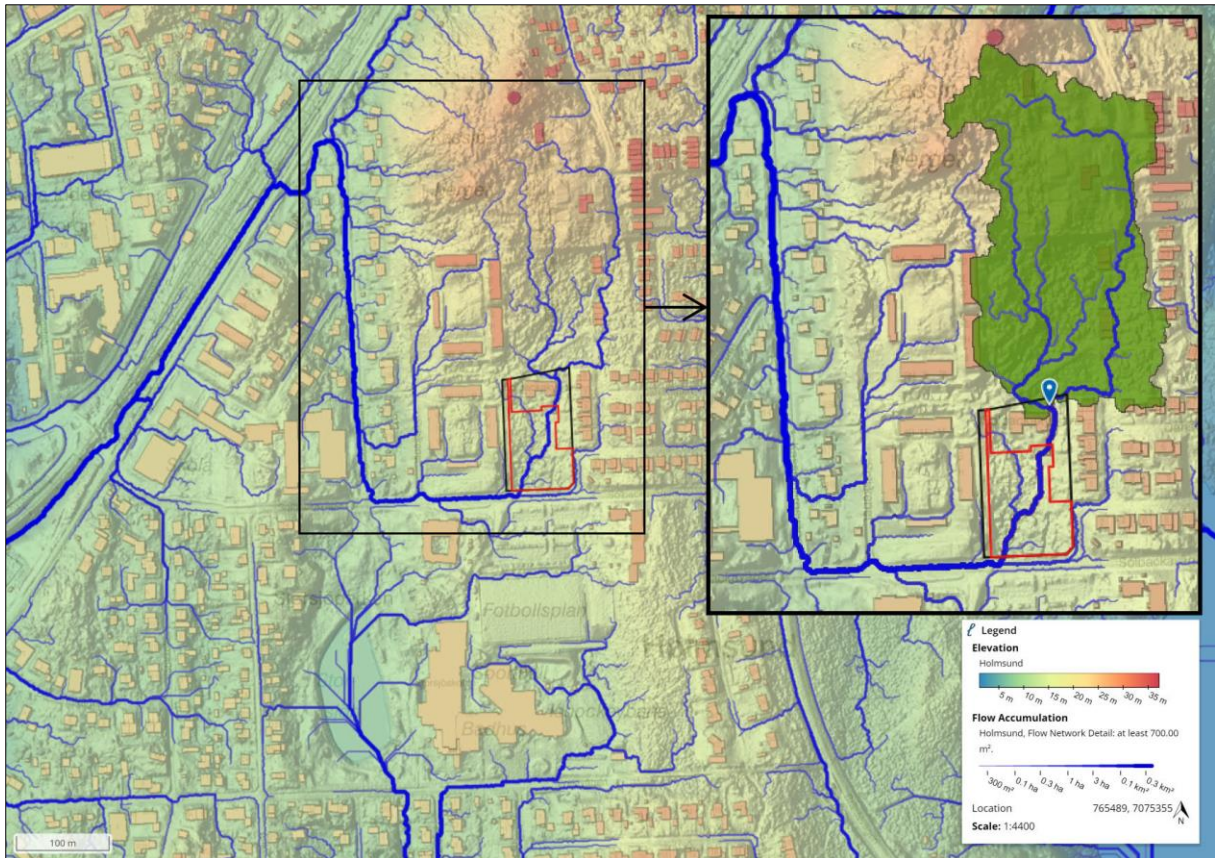 Fotbollsplan
Holmsun
Badhus
Legend
Elevation
Holmsund
5 m
10 m
15 m
20 m
25 m
30 m
35 m
Flow Accumulation
Holmsund, Flow Network Detail: at least 700.00
m².
300 m²
0.1 ha
0.3 ha
1 ha
3 ha
0.1 km²
0.3 km²
Location 765489, 7075355
Scale: 1:4400
N
100 m